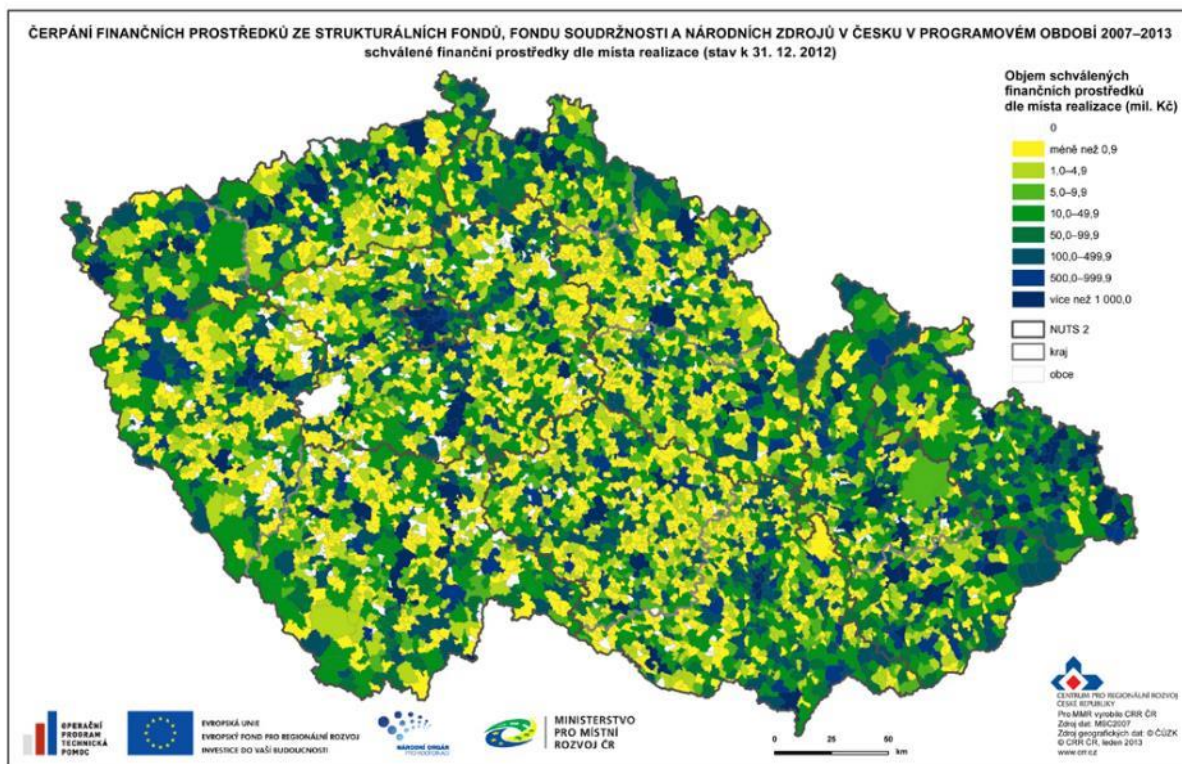 ČERPÁNÍ FINANČNÍCH PROSTŘEDKŮ ZE STRUKTURÁLNÍCH FONDŮ, FONDU SOUDRŽNOSTI A NÁRODNÍCH ZDROJŮ V ČESKU V PROGRAMOVÉM OBDOBÍ 2007–2013
schválené finanční prostředky dle místa realizace (stav k 31. 12. 2012)
Objem schválených
finančních prostředků
dle místa realizace (mil. Kč)
0
méně než 0,9
1,0–4,9
5,0–9,9
10,0–49,9
50,0–99,9
100,0–499,9
500,0–999,9
více než 1 000,0
NUTS 2
kraj
obce
OPERAČNÍ
PROGRAM
TECHNICKÁ
POMOC
EVROPSKÁ UNIE
EVROPSKÝ FOND PRO REGIONÁLNÍ ROZVOJ
INVESTICE DO VAŠÍ BUDOUCNOSTI
NÁRODNÍ ORGÁN
PRO KOORDINACI
MINISTERSTVO
PRO MÍSTNÍ
ROZVOJ ČR
0 25 50
km
CENTRUM PRO REGIONÁLNÍ ROZVOJ
ČESKÉ REPUBLIKY
Pro MMR vyrobilo CRR ČR
Zdroj dat: MSC2007
Zdroj geografických dat: © ČÚZK
© CRR ČR, leden 2013
www.crr.cz